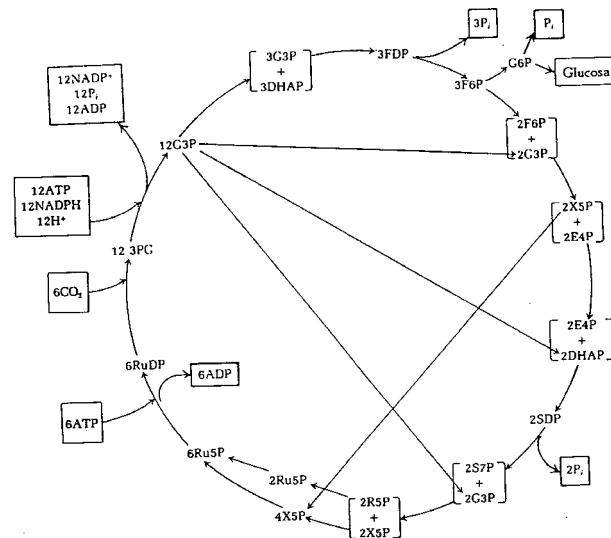 3Pᵢ
Pᵢ
3G3P
+
3DHAP
3FDP
G6P
Glucosa
3F6P
12NADP⁺
12Pᵢ
12ADP
2F6P
+
2G3P
12G3P
12ATP
12NADPH
12H⁺
2X5P
+
2E4P
12 3PG
6CO₂
2E4P
+
2DHAP
6RuDP
6ADP
6ATP
2SDP
6Ru5P
2Ru5P
2S7P
+
2G3P
2Pᵢ
4X5P
2R5P
+
2X5P